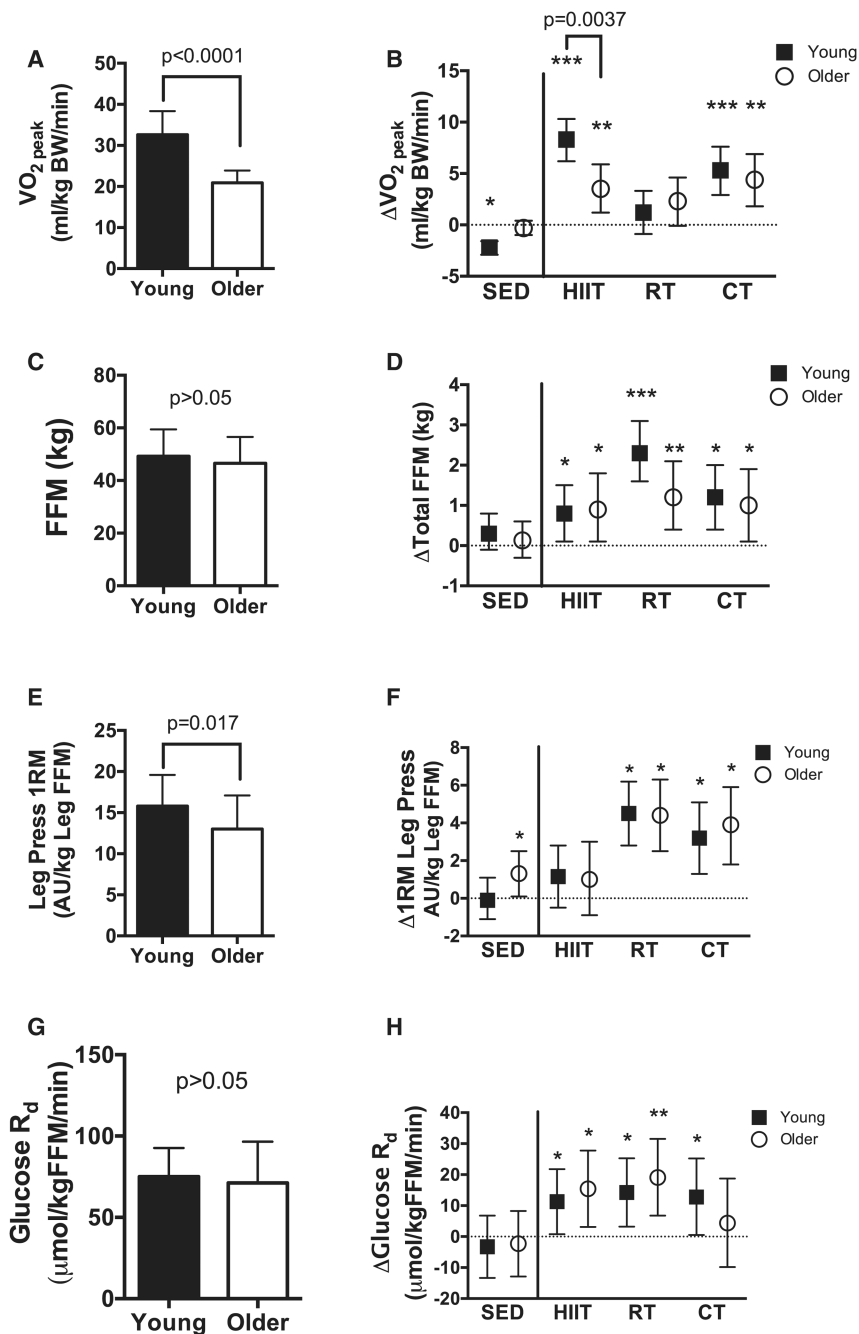 A
p<0.0001
50
40
30
20
10
0
VO2 peak
(ml/kg BW/min)
Young Older
B
p=0.0037
Young
Older
15
10
5
0
-5
ΔVO2 peak
(ml/kg BW/min)
*
***
**
*** **
SED HIIT RT CT
C
80
60
40
20
0
p>0.05
FFM (kg)
Young Older
D
Young
Older
4
3
2
1
0
-1
ΔTotal FFM (kg)
* *
*** **
* *
SED HIIT RT CT
E
p=0.017
25
20
15
10
5
0
Leg Press 1RM
(AU/kg Leg FFM)
Young Older
F
Young
Older
8
6
4
2
0
-2
Δ1RM Leg Press
AU/kg Leg FFM)
*
* *
* *
SED HIIT RT CT
G
150
100
50
0
p>0.05
Glucose Rd
(μmol/kgFFM/min)
Young Older
H
Young
Older
40
30
20
10
0
-10
-20
ΔGlucose Rd
(μmol/kgFFM/min)
* *
* **
*
SED HIIT RT CT